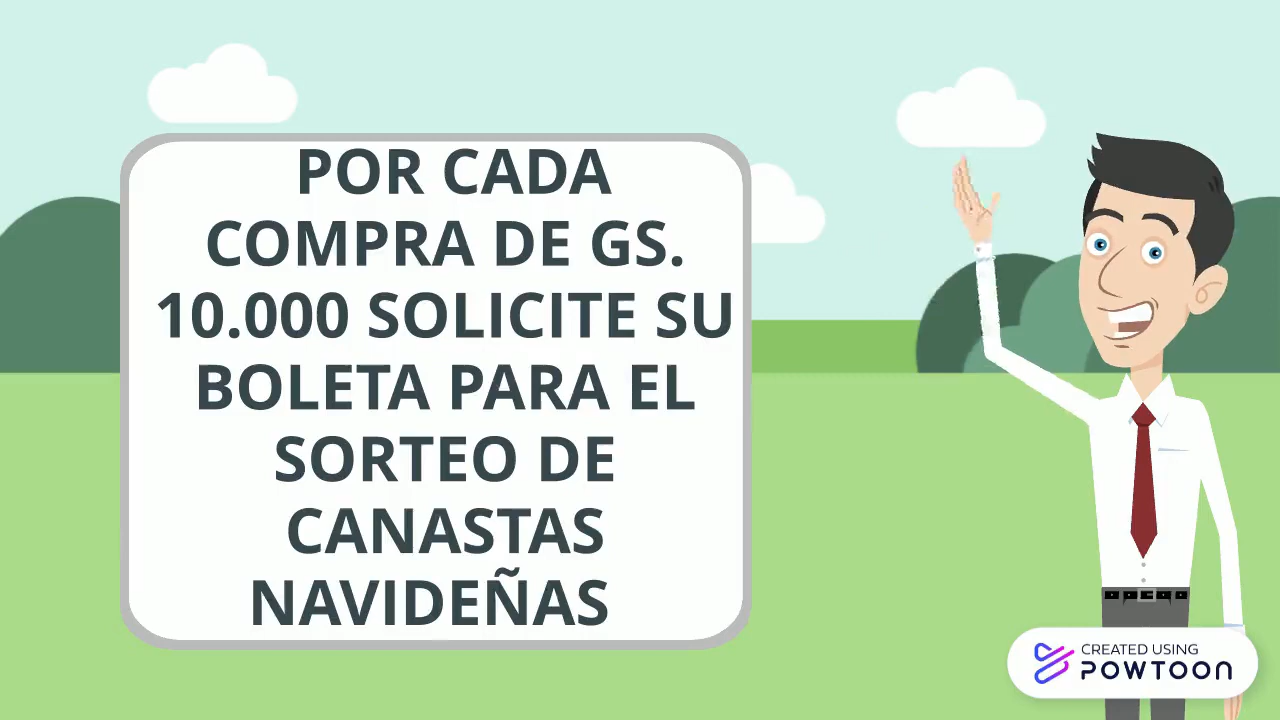 POR CADA
COMPRA DE GS.
10.000 SOLICITE SU
BOLETA PARA EL
SORTEO DE
CANASTAS
NAVIDEÑAS
CREATED USING
POWTOON